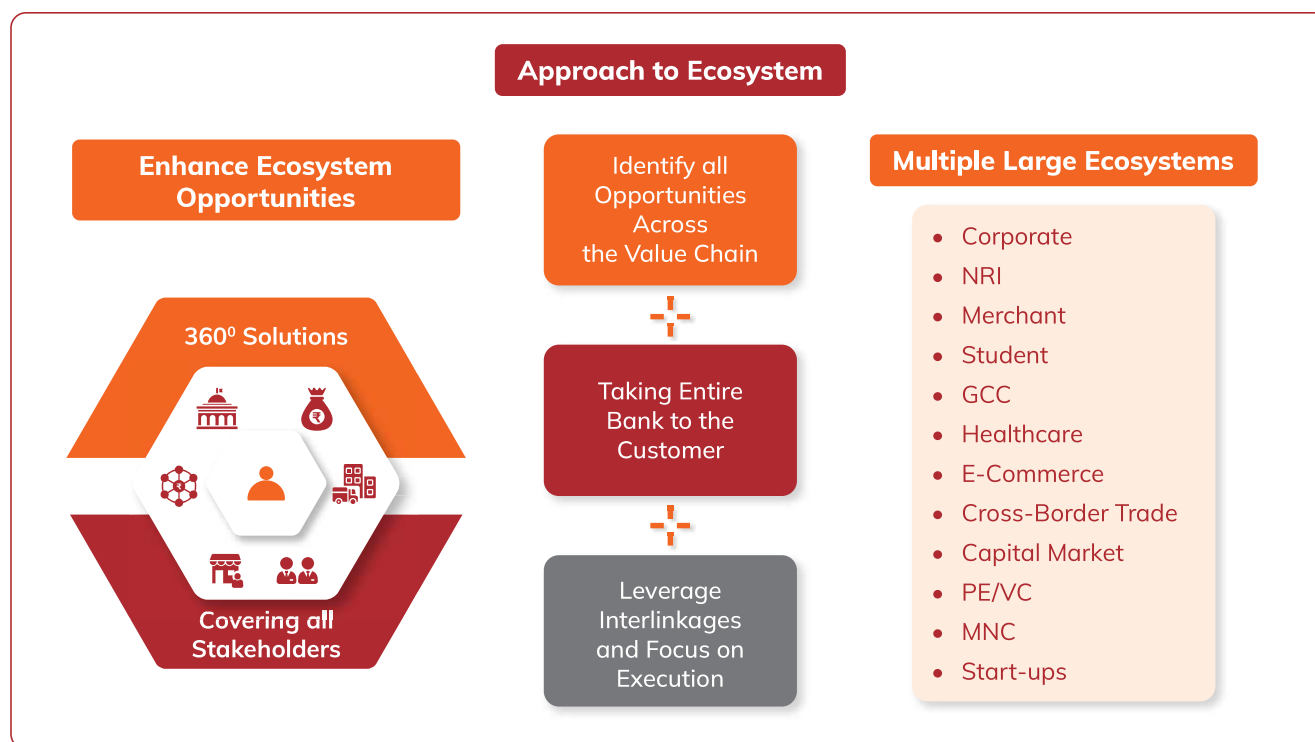 Approach to Ecosystem
Enhance Ecosystem
Opportunities
360⁰ Solutions
₹
₹
Covering all
Stakeholders
Identify all
Opportunities
Across
the Value Chain
Taking Entire
Bank to the
Customer
Leverage
Interlinkages
and Focus on
Execution
Multiple Large Ecosystems
• Corporate
• NRI
• Merchant
• Student
• GCC
• Healthcare
• E-Commerce
• Cross-Border Trade
• Capital Market
• PE/VC
• MNC
• Start-ups